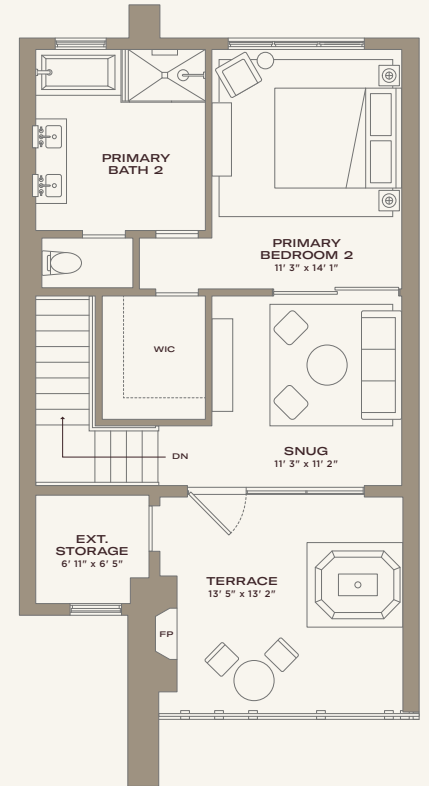 PRIMARY
BATH 2
PRIMARY
BEDROOM 2
11' 3" x 14' 1"
WIC
DN
SNUG
11' 3" x 11' 2"
EXT.
STORAGE
6' 11" x 6' 5"
TERRACE
13' 5" x 13' 2"
FP